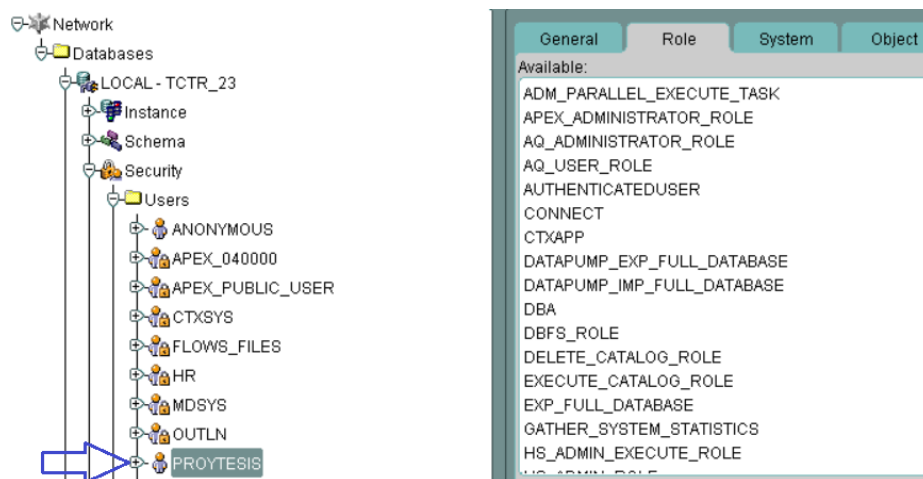 Network
Databases
LOCAL - TCTR_23
Instance
Schema
Security
Users
ANONYMOUS
APEX_040000
APEX_PUBLIC_USER
CTXSYS
FLOWS_FILES
HR
MDSYS
OUTLN
PROYTESIS
General Role System Object
Available:
ADM_PARALLEL_EXECUTE_TASK
APEX_ADMINISTRATOR_ROLE
AQ_ADMINISTRATOR_ROLE
AQ_USER_ROLE
AUTHENTICATEDUSER
CONNECT
CTXAPP
DATAPUMP_EXP_FULL_DATABASE
DATAPUMP_IMP_FULL_DATABASE
DBA
DBFS_ROLE
DELETE_CATALOG_ROLE
EXECUTE_CATALOG_ROLE
EXP_FULL_DATABASE
GATHER_SYSTEM_STATISTICS
HS_ADMIN_EXECUTE_ROLE